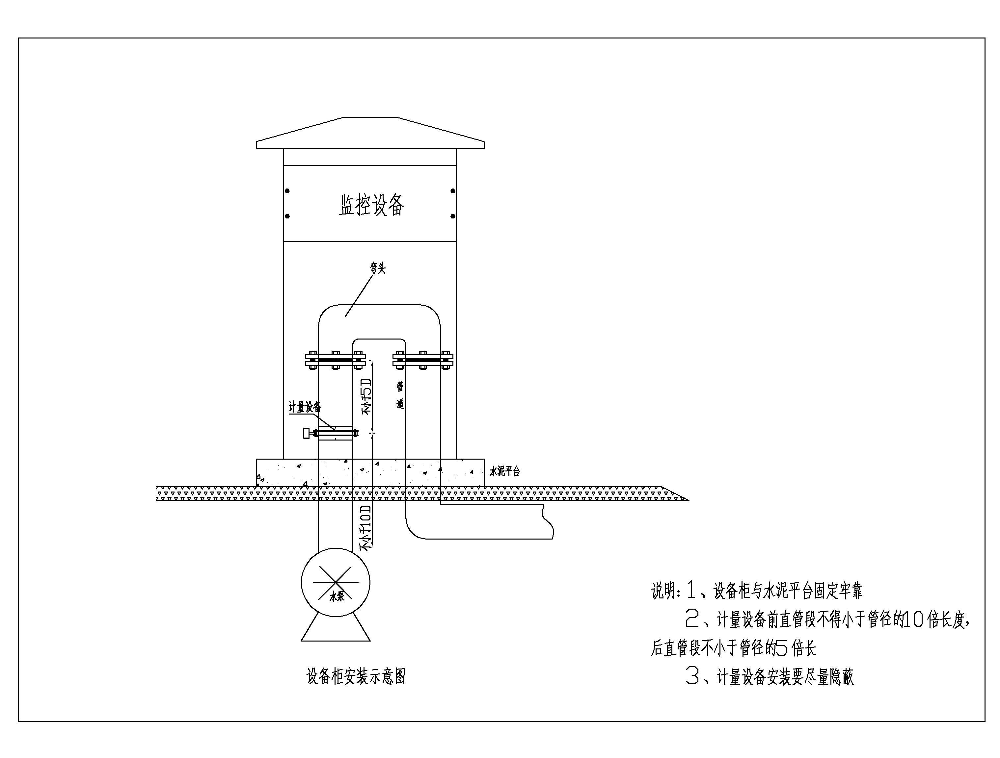 监控设备
弯头
不小于5D
管道
计量设备
水泥平台
不小于10D
水泵
说明：1、设备柜与水泥平台固定牢靠
2、计量设备前直管段不得小于管径的10倍长度，
后直管段不小于管径的5倍长
3、计量设备安装要尽量隐蔽
设备柜安装示意图